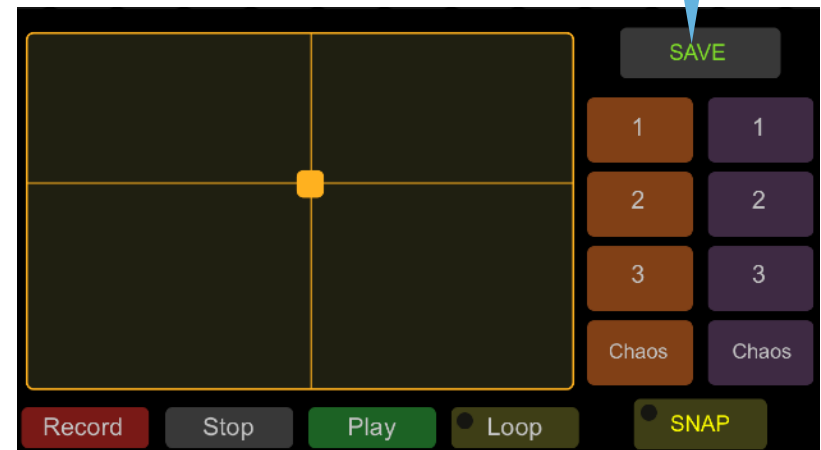 SAVE
1 1
2 2
3 3
Chaos Chaos
Record Stop Play Loop SNAP